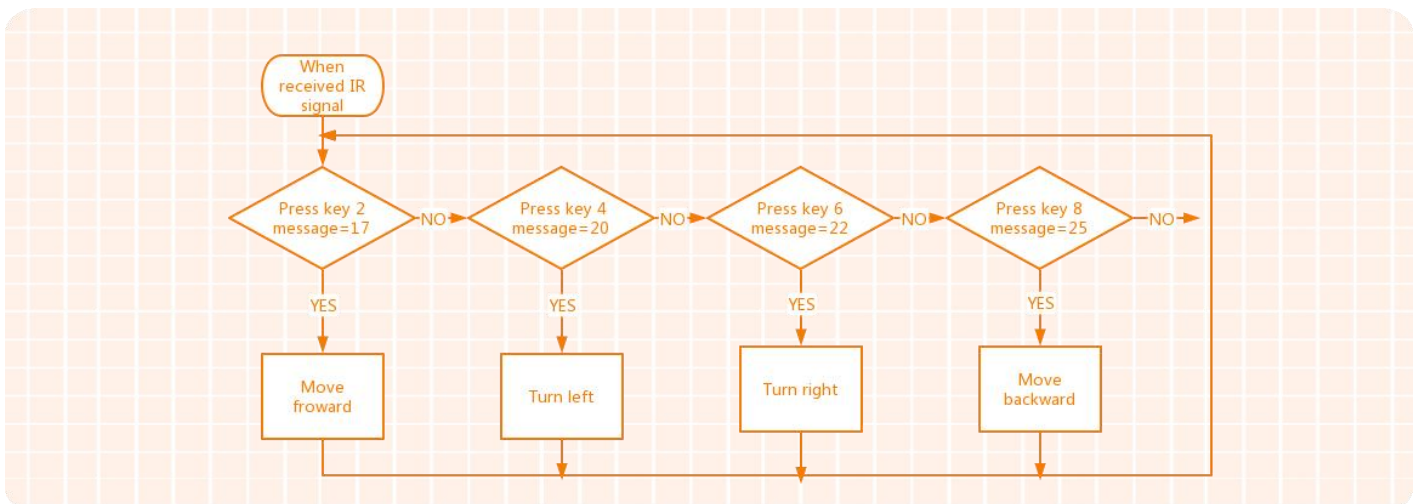 When
received IR
signal
Press key 2
message=17
NO
Press key 4
message=20
NO
Press key 6
message=22
NO
Press key 8
message=25
NO
YES
YES
YES
YES
Move
froward
Turn left
Turn right
Move
backward